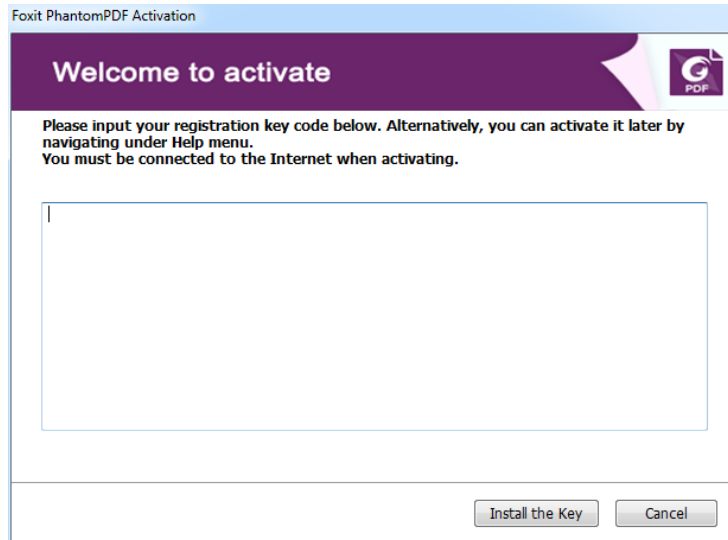 Foxit PhantomPDF Activation
Welcome to activate
PDF
Please input your registration key code below. Alternatively, you can activate it later by
navigating under Help menu.
You must be connected to the Internet when activating.
Install the Key
Cancel